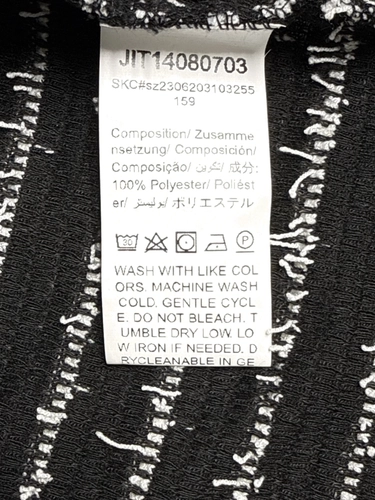 JIT14080703
SKC#sz2306203103255
159
Composition/ Zusamme
nsetzung/ Composición/
Composição/ تكوين/ 成分:
100% Polyester/ Poliést
er/ بوليستر/ ポリエステル
30 P
WASH WITH LIKE COL
ORS. MACHINE WASH
COLD. GENTLE CYCL
E. DO NOT BLEACH. T
UMBLE DRY LOW. LO
W IRON IF NEEDED. D
RYCLEANABLE IN GE